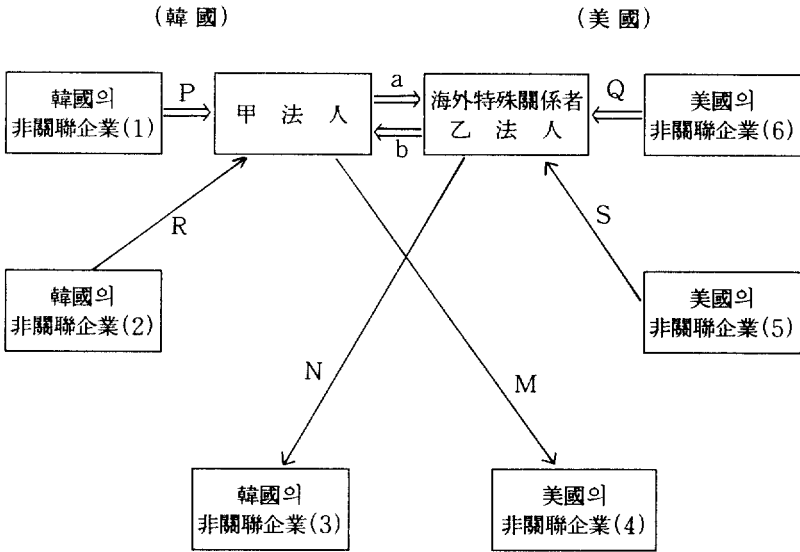 (韓國)
(美國)
韓國의
非關聯企業(1)
P
甲 法 人
a
b
海外特殊關係者
乙 法 人
Q
美國의
非關聯企業(6)
R
S
韓國의
非關聯企業(2)
美國의
非關聯企業(5)
N
M
韓國의
非關聯企業(3)
美國의
非關聯企業(4)